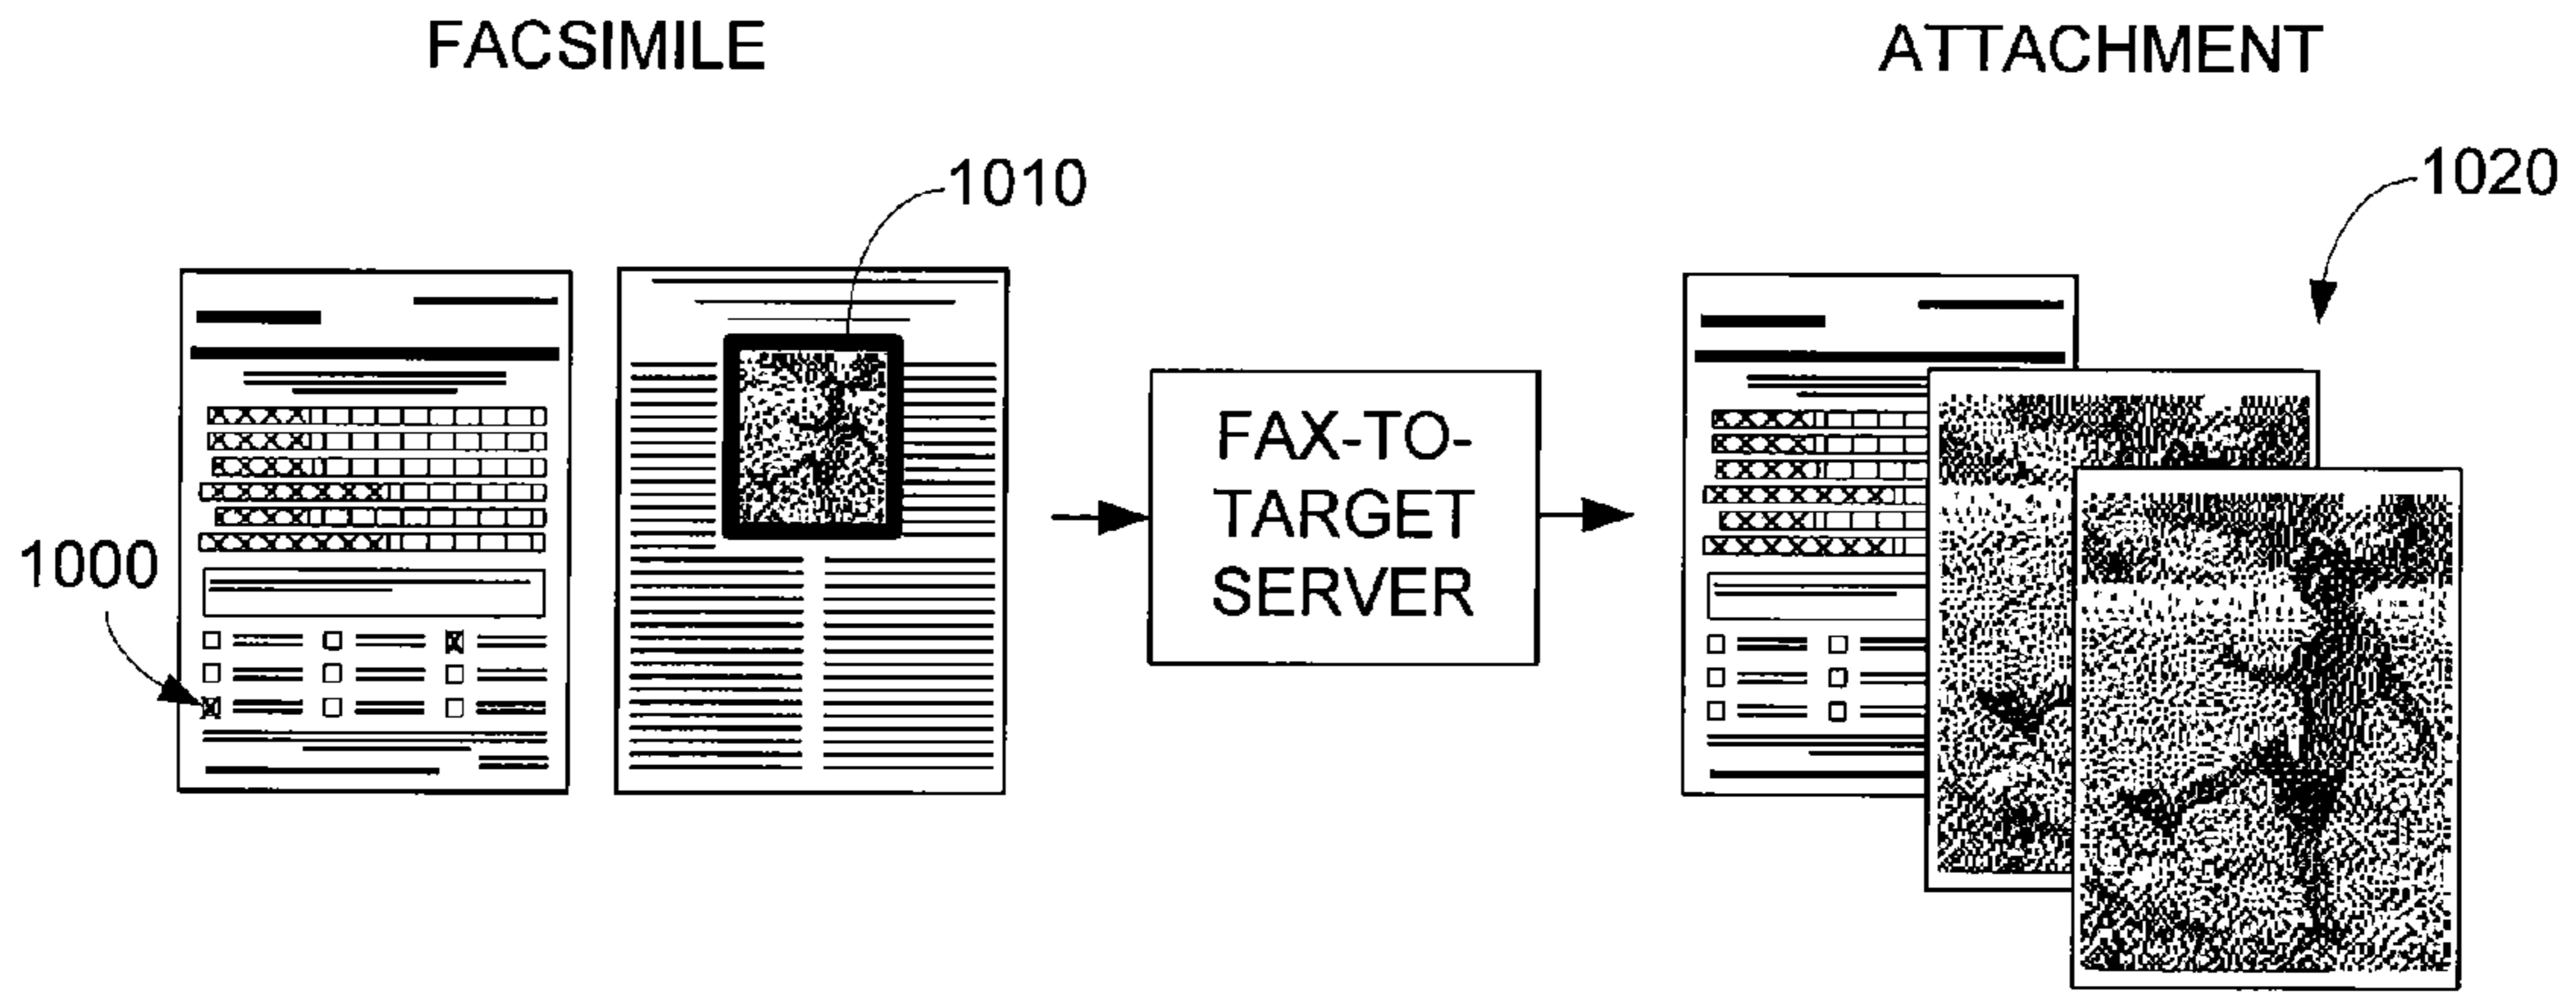 FACSIMILE
ATTACHMENT
1010
1020
1000
FAX-TO-
TARGET
SERVER